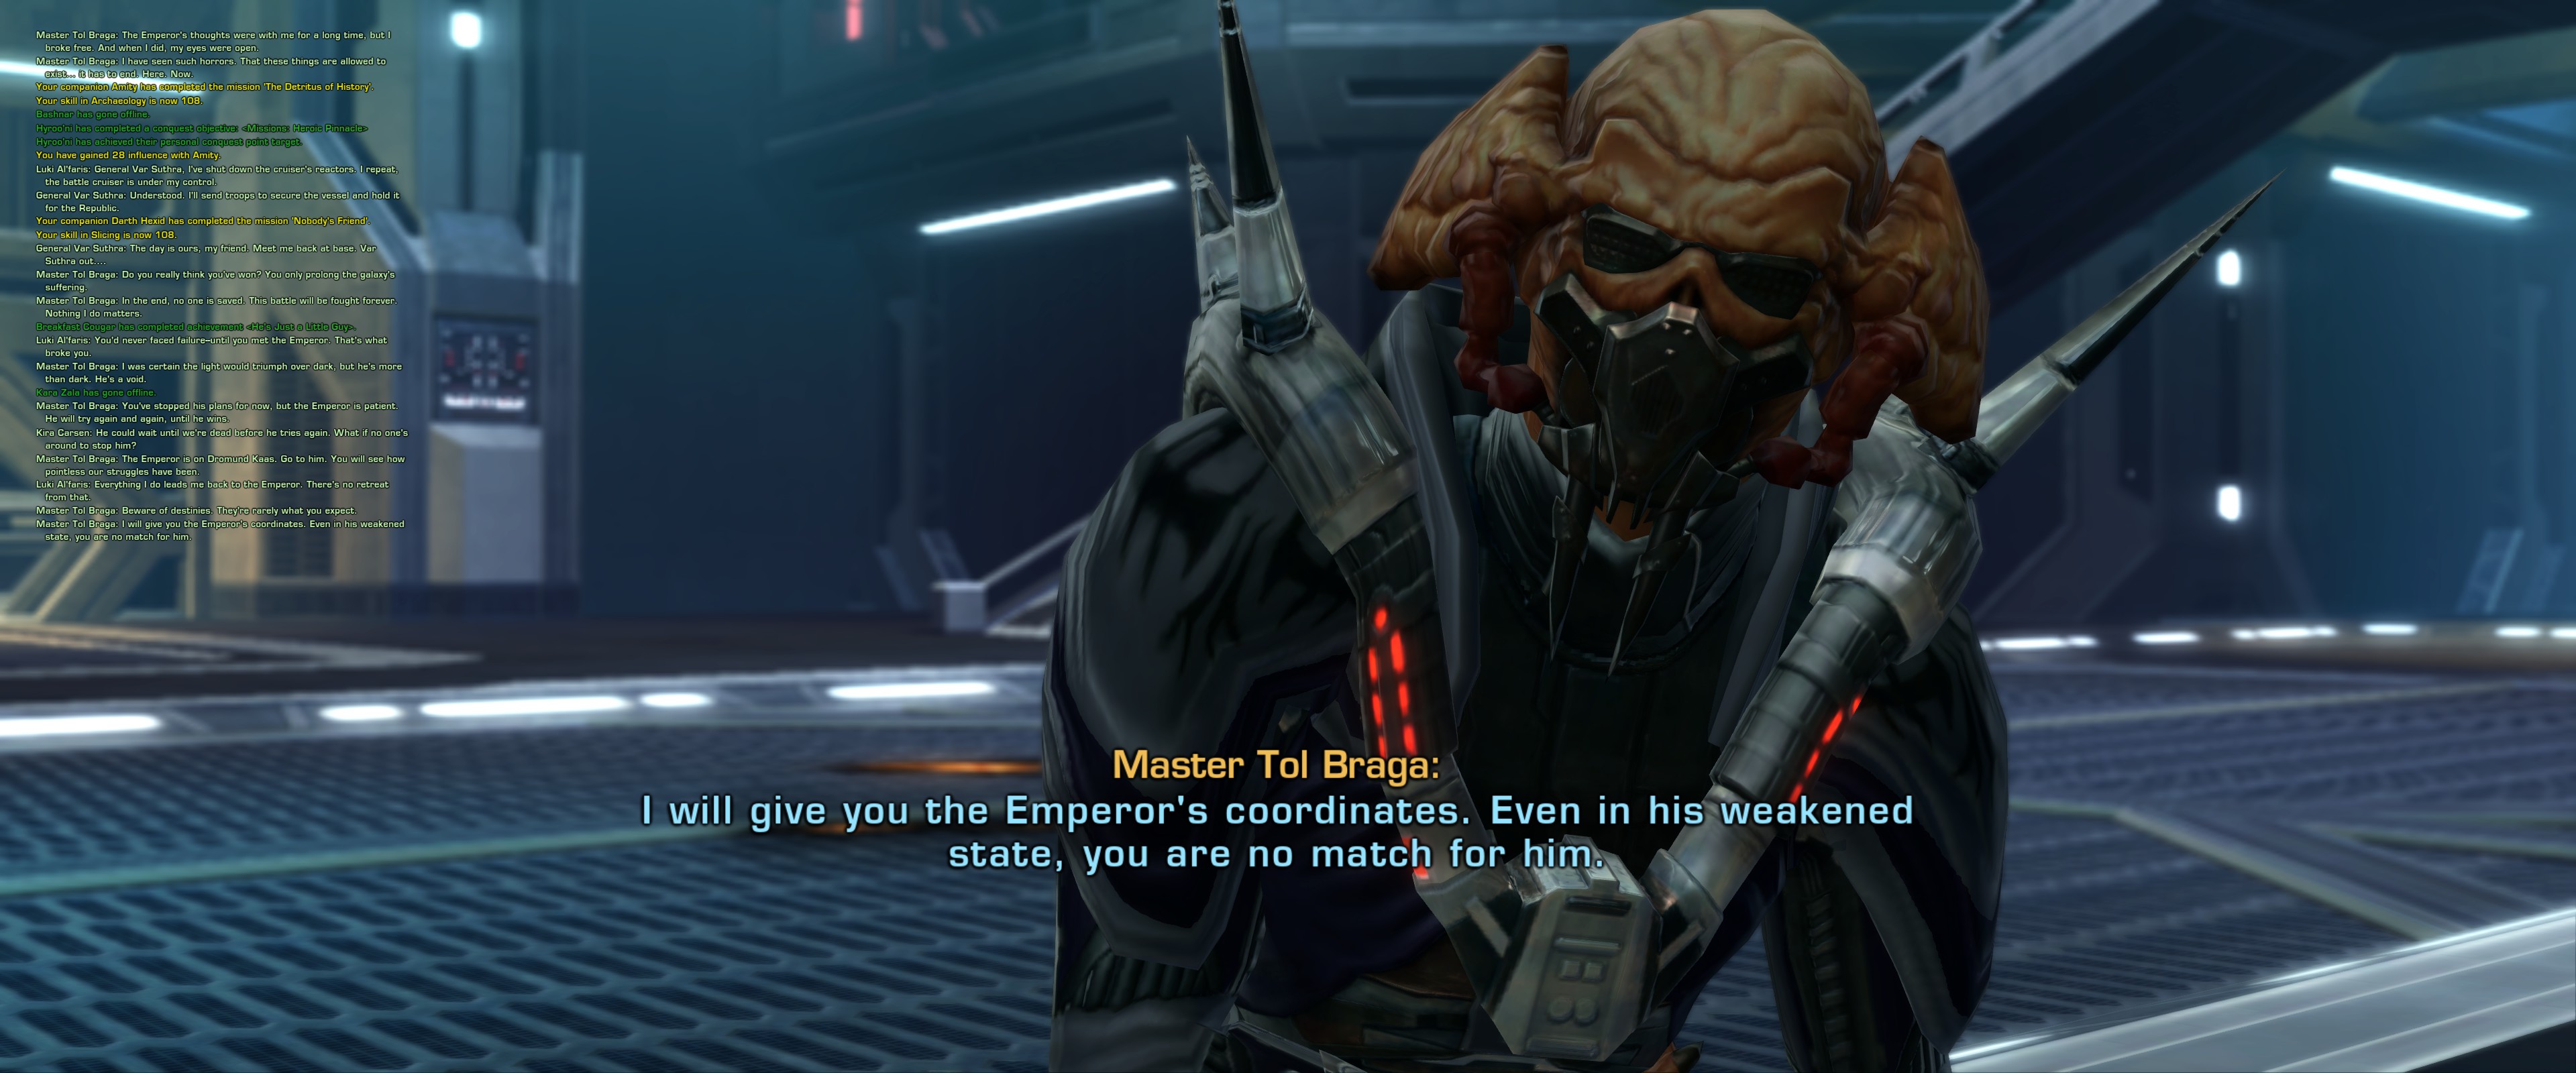 Master Tol Braga: The Emperor's thoughts were with me for a long time, but I
broke free. And when I did, my eyes were open.
Master Tol Braga: I have seen such horrors. That these things are allowed to
exist... it has to end. Here. Now.
Your companion Amity has completed the mission 'The Detritus of History'.
Your skill in Archaeology is now 108.
Bashnar has gone offline.
Hyroo'ni has completed a conquest objective: <Missions: Heroic Pinnacle>
Hyroo'ni has achieved their personal conquest point target.
You have gained 28 influence with Amity.
Luki Al'faris: General Var Suthra, I've shut down the cruiser's reactors. I repeat,
the battle cruiser is under my control.
General Var Suthra: Understood. I'll send troops to secure the vessel and hold it
for the Republic.
Your companion Darth Hexid has completed the mission 'Nobody's Friend'.
Your skill in Slicing is now 108.
General Var Suthra: The day is ours, my friend. Meet me back at base. Var
Suthra out....
Master Tol Braga: Do you really think you've won? You only prolong the galaxy's
suffering.
Master Tol Braga: In the end, no one is saved. This battle will be fought forever.
Nothing I do matters.
Breakfast Cougar has completed achievement <He's Just a Little Guy>.
Luki Al'faris: You'd never faced failure–until you met the Emperor. That's what
broke you.
Master Tol Braga: I was certain the light would triumph over dark, but he's more
than dark. He's a void.
Kara Zala has gone offline.
Master Tol Braga: You've stopped his plans for now, but the Emperor is patient.
He will try again and again, until he wins.
Kira Carsen: He could wait until we're dead before he tries again. What if no one's
around to stop him?
Master Tol Braga: The Emperor is on Dromund Kaas. Go to him. You will see how
pointless our struggles have been.
Luki Al'faris: Everything I do leads me back to the Emperor. There's no retreat
from that.
Master Tol Braga: Beware of destinies. They're rarely what you expect.
Master Tol Braga: I will give you the Emperor's coordinates. Even in his weakened
state, you are no match for him.
Master Tol Braga:
I will give you the Emperor's coordinates. Even in his weakened
state, you are no match for him.